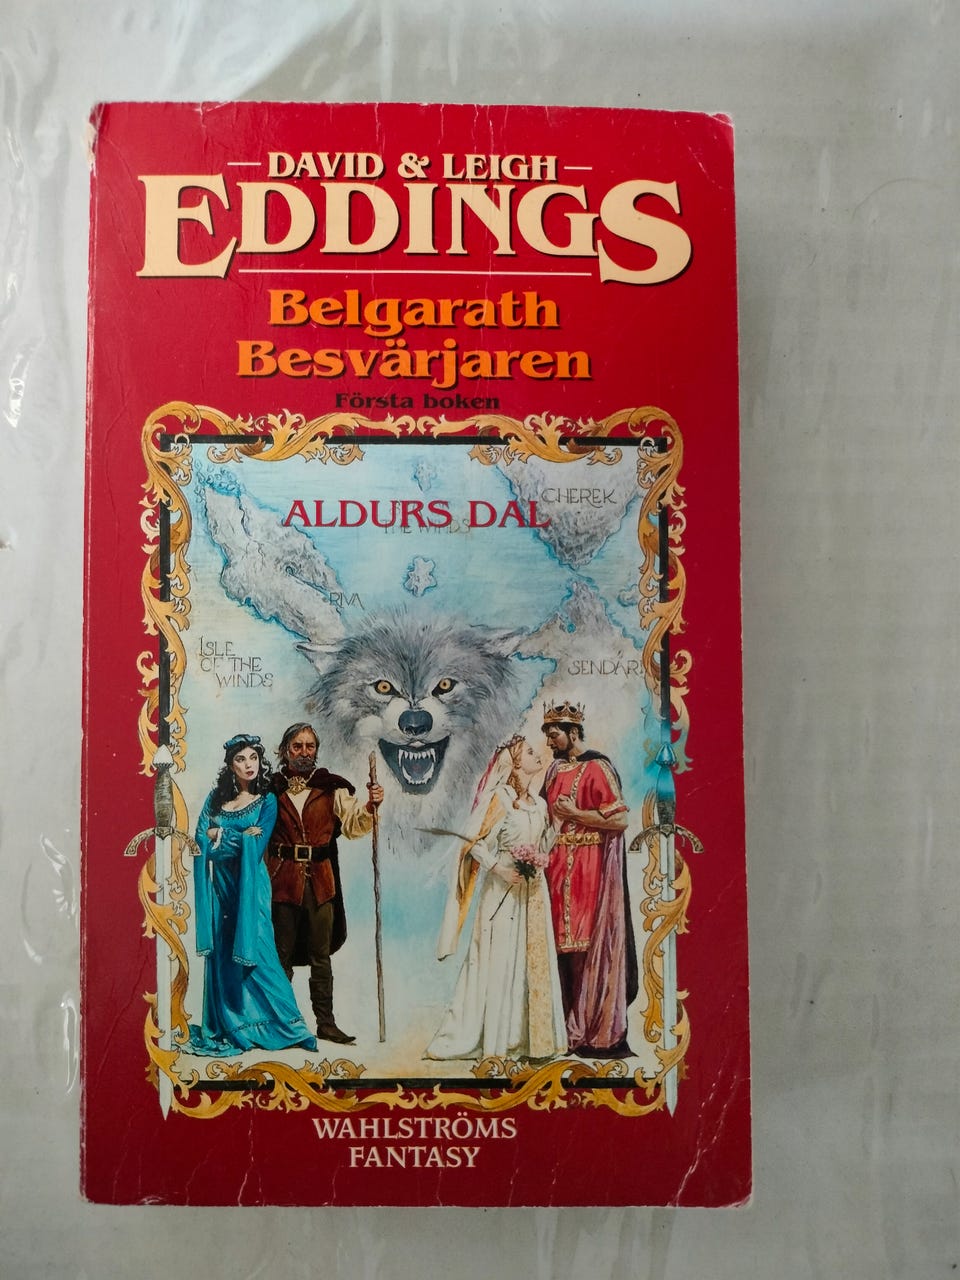 DAVID & LEIGH
EDDINGS
Belgarath
Besvärjaren
Första boken
CHEREK
ALDURS DAL
THE WINDS
RIVA
ISLE
OF THE
WINDS
SENDARI
WAHLSTRÖMS
FANTASY